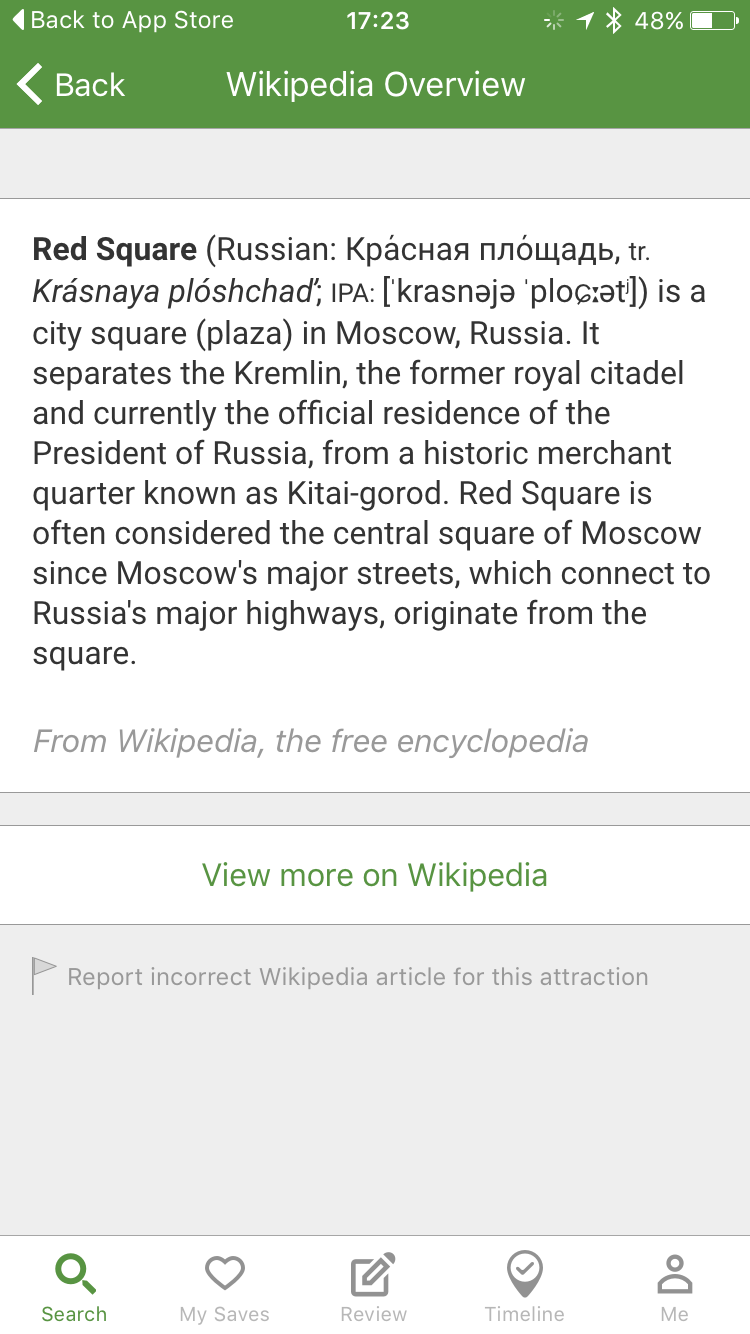 Back to App Store 17:23 48%
Back Wikipedia Overview
Red Square (Russian: Кра́сная пло́щадь, tr.
Krásnaya plóshchad’; IPA: [ˈkrasnəjə ˈploɕːətʲ]) is a
city square (plaza) in Moscow, Russia. It
separates the Kremlin, the former royal citadel
and currently the official residence of the
President of Russia, from a historic merchant
quarter known as Kitai-gorod. Red Square is
often considered the central square of Moscow
since Moscow's major streets, which connect to
Russia's major highways, originate from the
square.
From Wikipedia, the free encyclopedia
View more on Wikipedia
Report incorrect Wikipedia article for this attraction
Search My Saves Review Timeline Me